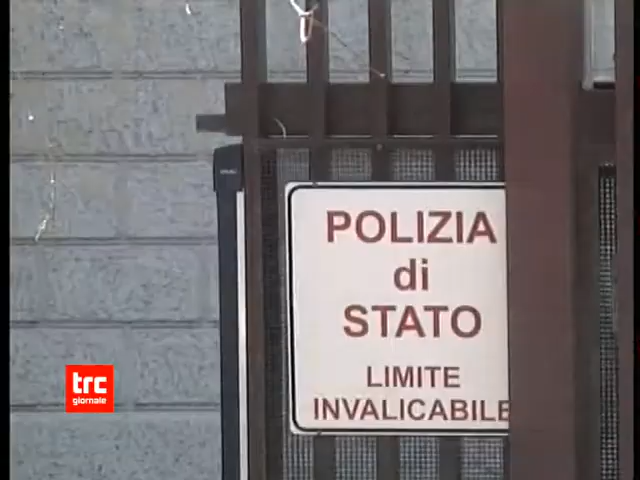 POLIZIA
di
STATO
LIMITE
INVALICABILE
trc
giornale